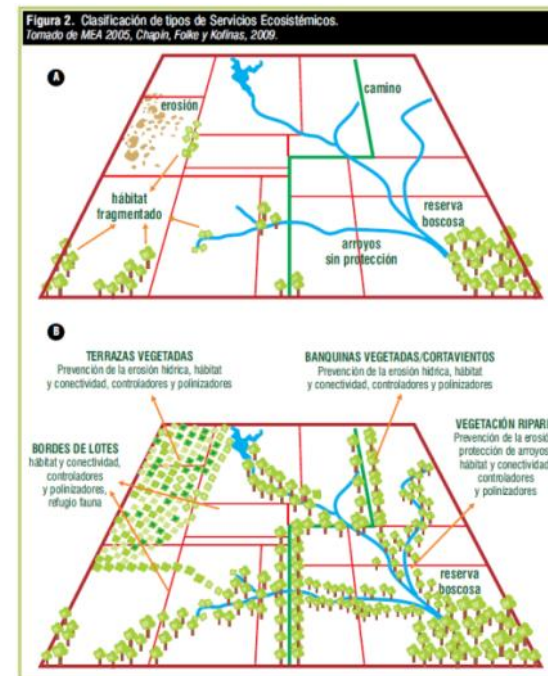 Figura 2. Clasificación de tipos de Servicios Ecosistémicos.
Tomado de MEA 2005, Chapin, Folke y Kofinas, 2009.
A
camino
erosión
hábitat
fragmentado
reserva
boscosa
arroyos
sin protección
B
TERRAZAS VEGETADAS
Prevención de la erosión hídrica, hábitat
y conectividad, controladores y polinizadores
BANQUINAS VEGETADAS/CORTAVIENTOS
Prevención de la erosión hídrica, hábitat
y conectividad, controladores y polinizadores
BORDES DE LOTES
hábitat y conectividad,
controladores
y polinizadores,
refugio fauna
VEGETACIÓN RIPARI
Prevención de la erosió
protección de arroyos
hábitat y conectividad
controladores
y polinizadores
reserva
boscosa